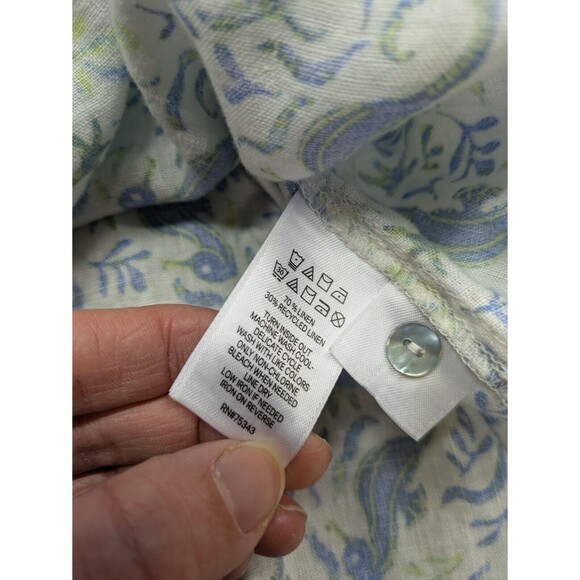 30
70% LINEN
30% RECYCLED LINEN
TURN INSIDE OUT
MACHINE WASH COOL-
DELICATE CYCLE
WASH WITH LIKE COLORS
ONLY NON-CHLORINE
BLEACH WHEN NEEDED
LINE DRY
LOW IRON IF NEEDED
IRON ON REVERSE
RN#75343